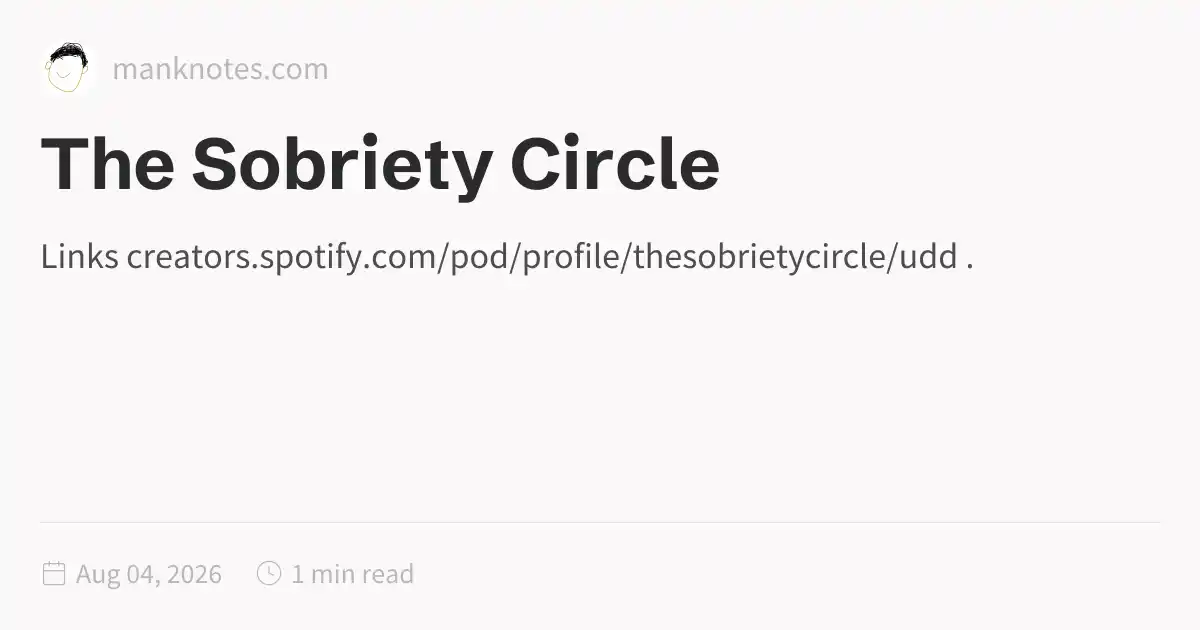 manknotes.com
The Sobriety Circle
Links creators.spotify.com/pod/profile/thesobrietycircle/udd .
Aug 04, 2026 1 min read